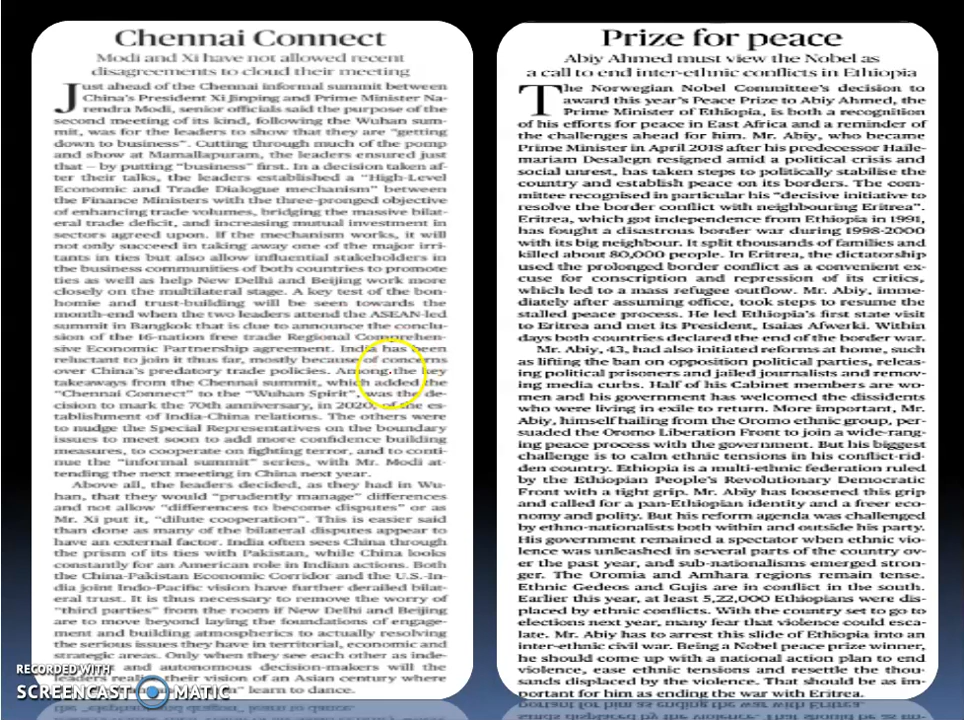 Chennai Connect
Modi and Xi have not allowed recent
disagreements to cloud their meeting
Just ahead of the Chennai informal summit between
China's President Xi Jinping and Prime Minister Na-
rendra Modi, senior officials said the purpose of the
second meeting of its kind, following the Wuhan sum-
mit, was for the leaders to show that they are "getting
down to business". Cutting through much of the pomp
and show at Mamallapuram, the leaders ensured just
that – by putting "business" first. In a decision taken af-
ter their talks, the leaders established a "High-Level
Economic and Trade Dialogue mechanism" between
the Finance Ministers with the three-pronged objective
of enhancing trade volumes, bridging the massive bilat-
eral trade deficit, and increasing mutual investment in
sectors agreed upon. If the mechanism works, it will
not only succeed in taking away one of the major irri-
tants in ties but also allow influential stakeholders in
the business communities of both countries to promote
ties as well as help New Delhi and Beijing work more
closely on the multilateral stage. A key test of the bon-
homie and trust-building will be seen towards the
month-end when the two leaders attend the ASEAN-led
summit in Bangkok that is due to announce the conclu-
sion of the 16-nation free trade Regional Comprehen-
sive Economic Partnership agreement. India has been
reluctant to join it thus far, mostly because of concern
over China's predatory trade policies. Among the key
takeaways from the Chennai summit, which added the
"Chennai Connect" to the "Wuhan Spirit", was the de-
cision to mark the 70th anniversary, in 2020, of the es-
tablishment of India-China relations. The others were
to nudge the Special Representatives on the boundary
issues to meet soon to add more confidence building
measures, to cooperate on fighting terror, and to conti-
nue the "informal summit" series, with Mr. Modi at-
tending the next meeting in China next year.
Above all, the leaders decided, as they had in Wu-
han, that they would "prudently manage" differences
and not allow "differences to become disputes" or as
Mr. Xi put it, "dilute cooperation". This is easier said
than done as many of the bilateral disputes appear to
have an external factor. India often sees China through
the prism of its ties with Pakistan, while China looks
constantly for an American role in Indian actions. Both
the China-Pakistan Economic Corridor and the U.S.-In-
dia joint Indo-Pacific vision have further derailed bilat-
eral trust. It is thus necessary to remove the worry of
"third parties" from the room if New Delhi and Beijing
are to move beyond laying the foundations of engage-
ment and building atmospherics to actually resolving
the serious issues they have in territorial, economic and
strategic areas. Only when they see each other as inde-
and autonomous decision-makers will the
leaders their vision of an Asian century where
learn to dance.
Prize for peace
Abiy Ahmed must view the Nobel as
a call to end inter-ethnic conflicts in Ethiopia
The Norwegian Nobel Committee's decision to
award this year's Peace Prize to Abiy Ahmed, the
Prime Minister of Ethiopia, is both a recognition
of his efforts for peace in East Africa and a reminder of
the challenges ahead for him. Mr. Abiy, who became
Prime Minister in April 2018 after his predecessor Haile-
mariam Desalegn resigned amid a political crisis and
social unrest, has taken steps to politically stabilise the
country and establish peace on its borders. The com-
mittee recognised in particular his "decisive initiative to
resolve the border conflict with neighbouring Eritrea".
Eritrea, which got independence from Ethiopia in 1991,
has fought a disastrous border war during 1998-2000
with its big neighbour. It split thousands of families and
killed about 80,000 people. In Eritrea, the dictatorship
used the prolonged border conflict as a convenient ex-
cuse for conscription and repression of its critics,
which led to a mass refugee outflow. Mr. Abiy, imme-
diately after assuming office, took steps to resume the
stalled peace process. He led Ethiopia's first state visit
to Eritrea and met its President, Isaias Afwerki. Within
days both countries declared the end of the border war.
Mr. Abiy, 43, had also initiated reforms at home, such
as lifting the ban on opposition political parties, releas-
ing political prisoners and jailed journalists and remov-
ing media curbs. Half of his Cabinet members are wo-
men and his government has welcomed the dissidents
who were living in exile to return. More important, Mr.
Abiy, himself hailing from the Oromo ethnic group, per-
suaded the Oromo Liberation Front to join a wide-rang-
ing peace process with the government. But his biggest
challenge is to calm ethnic tensions in his conflict-rid-
den country. Ethiopia is a multi-ethnic federation ruled
by the Ethiopian People's Revolutionary Democratic
Front with a tight grip. Mr. Abiy has loosened this grip
and called for a pan-Ethiopian identity and a freer eco-
nomy and polity. But his reform agenda was challenged
by ethno-nationalists both within and outside his party.
His government remained a spectator when ethnic vio-
lence was unleashed in several parts of the country ov-
er the past year, and sub-nationalisms emerged stron-
ger. The Oromia and Amhara regions remain tense.
Ethnic Gedeos and Gujis are in conflict in the south.
Earlier this year, at least 5,22,000 Ethiopians were dis-
placed by ethnic conflicts. With the country set to go to
elections next year, many fear that violence could esca-
late. Mr. Abiy has to arrest this slide of Ethiopia into an
inter-ethnic civil war. Being a Nobel peace prize winner,
he should come up with a national action plan to end
violence, ease ethnic tensions and resettle the thou-
sands displaced by the violence. That should be as im-
portant for him as ending the war with Eritrea.
RECORDED WITH
SCREENCAST MATIC